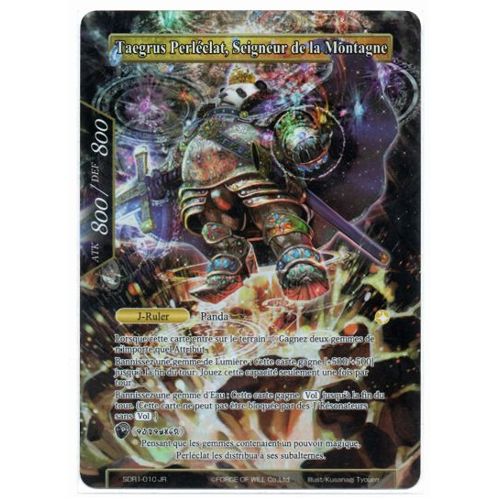 Taegrus Perléclat, Seigneur de la Montagne
ATK 800 / DEF 800
J-Ruler Panda
Lorsque cette carte entre sur le terrain : Gagnez deux gemmes de
n'importe quel Attribut.
Bannissez une gemme de Lumière : Cette carte gagne
jusqu'à la fin du tour. Jouez cette capacité seulement une fois par
tour.
Bannissez une gemme d'Eau : Cette carte gagne Vol jusqu'à la fin du
tour. (Cette carte ne peut pas être bloquée par des Résonateurs
sans Vol )
Pensant que les gemmes contenaient un pouvoir magique,
Perléclat les distribua à ses subalternes.
SDR1-010 JR
©FORCE OF WILL Co.,Ltd.
Illust/Kusanagi Tyouen